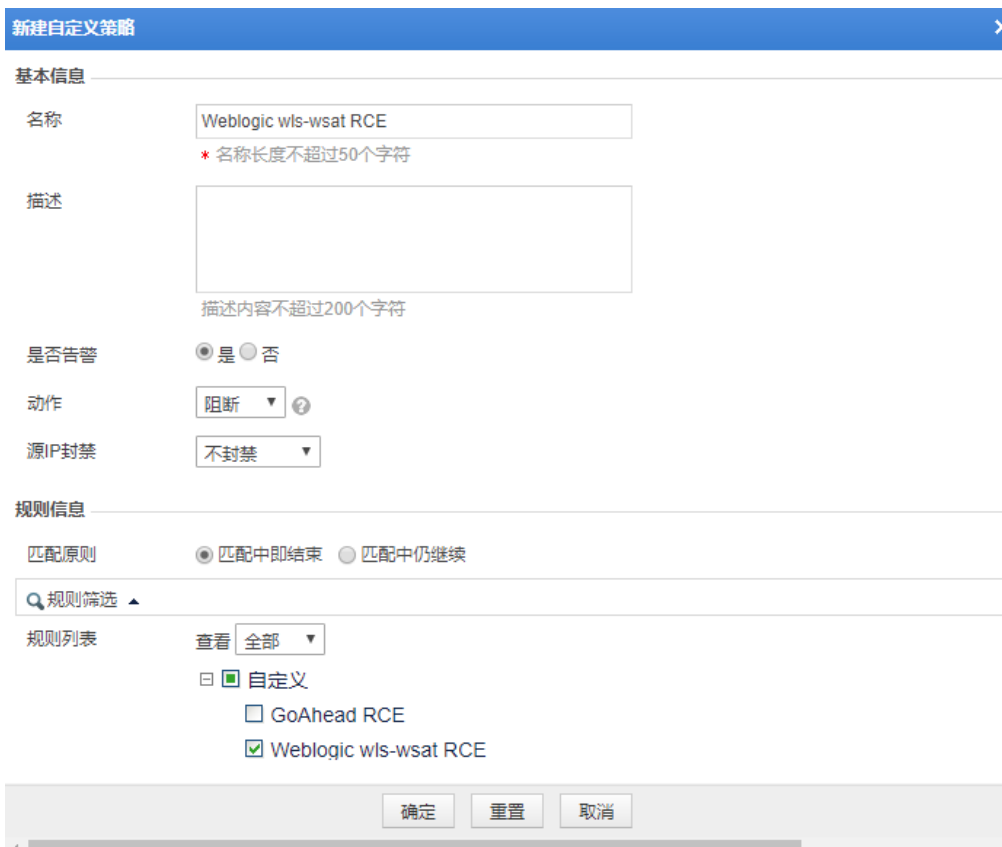 新建自定义策略
基本信息
名称 Weblogic wls-wsat RCE
* 名称长度不超过50个字符
描述
描述内容不超过200个字符
是否告警 是 否
动作 阻断
源IP封禁 不封禁
规则信息
匹配原则 匹配中即结束 匹配中仍继续
规则筛选
规则列表 查看 全部
自定义
GoAhead RCE
Weblogic wls-wsat RCE
确定 重置 取消